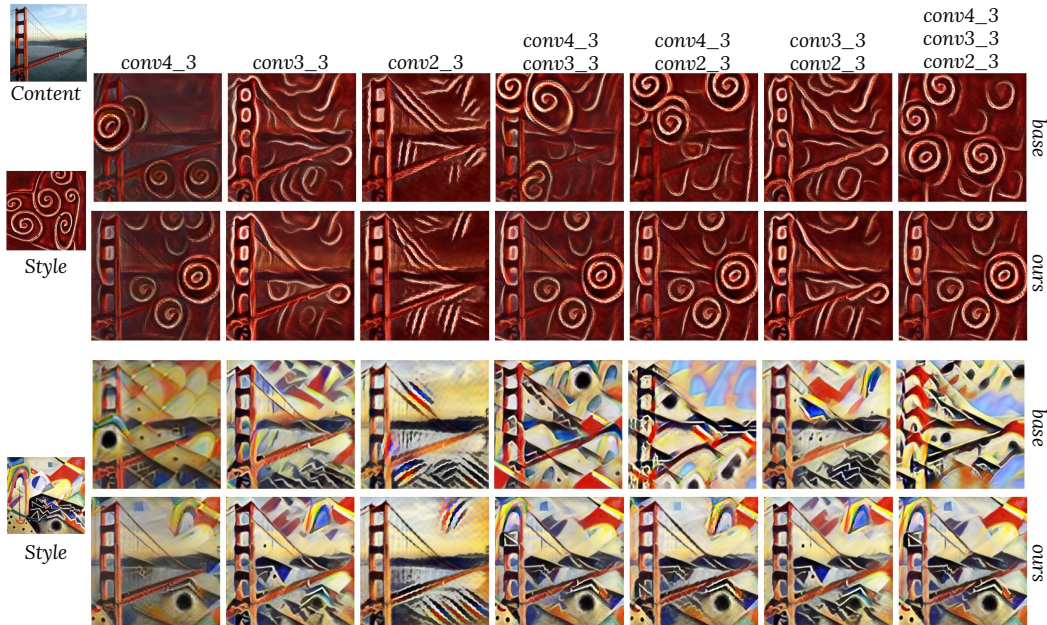 Content
conv4_3
conv3_3
conv2_3
conv4_3
conv3_3
conv4_3
conv2_3
conv3_3
conv2_3
conv4_3
conv3_3
conv2_3
base
Style
ours
base
Style
ours